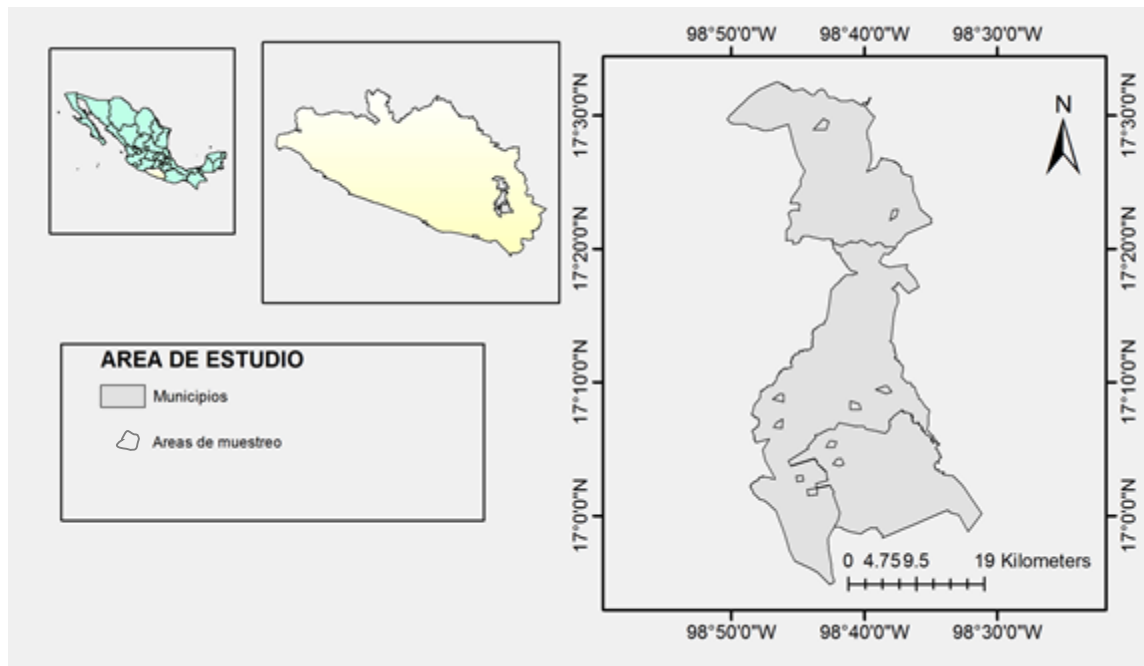 98°50'0"W 98°40'0"W 98°30'0"W
N
17°30'0"N 17°30'0"N
17°20'0"N 17°20'0"N
17°10'0"N 17°10'0"N
17°0'0"N 17°0'0"N
0 4.759.5 19 Kilometers
98°50'0"W 98°40'0"W 98°30'0"W
AREA DE ESTUDIO
Municipios
Areas de muestreo